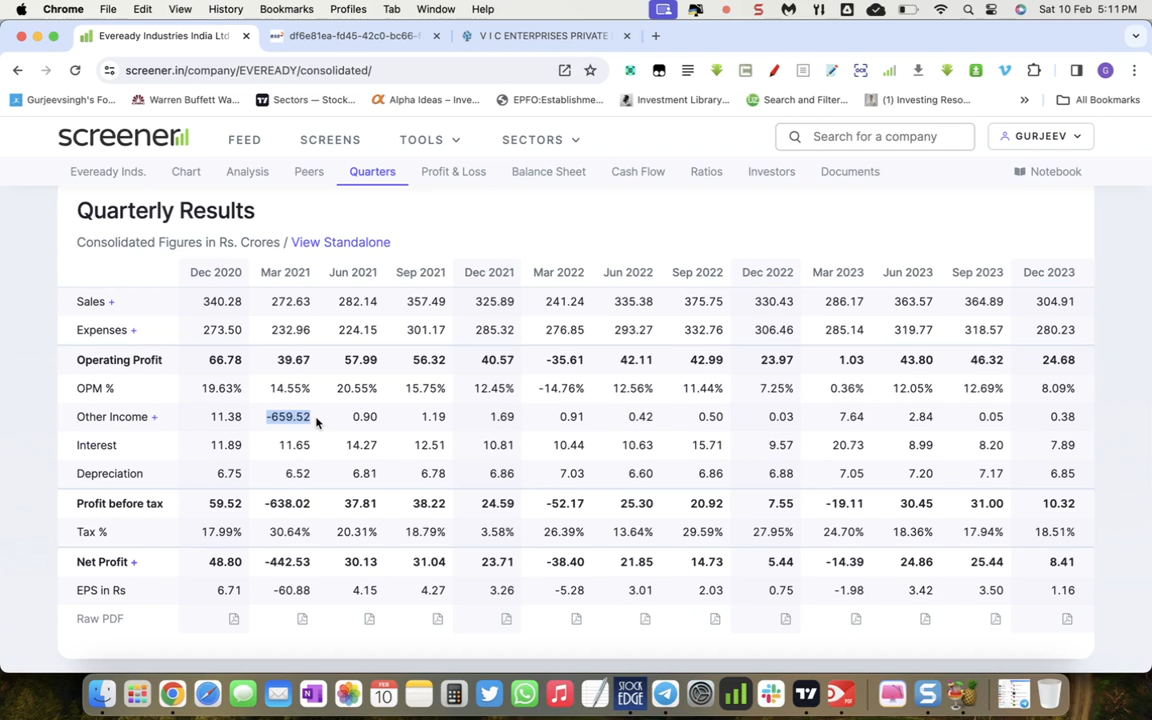 Chrome File Edit View History Bookmarks Profiles Tab Window Help Sat 10 Feb 5:11 PM
Eveready Industries India Ltd df6e81ea-fd45-42c0-bc66- V I C ENTERPRISES PRIVATE
screener.in/company/EVEREADY/consolidated/
Gurjeevsingh's Fo... Warren Buffett Wa... Sectors — Stock... Alpha Ideas – Inve... EPFO:Establishme... Investment Library... Search and Filter... (1) Investing Reso... » All Bookmarks
screener FEED SCREENS TOOLS SECTORS Search for a company GURJEEV
Eveready Inds. Chart Analysis Peers Quarters Profit & Loss Balance Sheet Cash Flow Ratios Investors Documents Notebook
Quarterly Results
Consolidated Figures in Rs. Crores / View Standalone
Dec 2020 Mar 2021 Jun 2021 Sep 2021 Dec 2021 Mar 2022 Jun 2022 Sep 2022 Dec 2022 Mar 2023 Jun 2023 Sep 2023 Dec 2023
Sales + 340.28 272.63 282.14 357.49 325.89 241.24 335.38 375.75 330.43 286.17 363.57 364.89 304.91
Expenses + 273.50 232.96 224.15 301.17 285.32 276.85 293.27 332.76 306.46 285.14 319.77 318.57 280.23
Operating Profit 66.78 39.67 57.99 56.32 40.57 -35.61 42.11 42.99 23.97 1.03 43.80 46.32 24.68
OPM % 19.63% 14.55% 20.55% 15.75% 12.45% -14.76% 12.56% 11.44% 7.25% 0.36% 12.05% 12.69% 8.09%
Other Income + 11.38 -659.52 0.90 1.19 1.69 0.91 0.42 0.50 0.03 7.64 2.84 0.05 0.38
Interest 11.89 11.65 14.27 12.51 10.81 10.44 10.63 15.71 9.57 20.73 8.99 8.20 7.89
Depreciation 6.75 6.52 6.81 6.78 6.86 7.03 6.60 6.86 6.88 7.05 7.20 7.17 6.85
Profit before tax 59.52 -638.02 37.81 38.22 24.59 -52.17 25.30 20.92 7.55 -19.11 30.45 31.00 10.32
Tax % 17.99% 30.64% 20.31% 18.79% 3.58% 26.39% 13.64% 29.59% 27.95% 24.70% 18.36% 17.94% 18.51%
Net Profit + 48.80 -442.53 30.13 31.04 23.71 -38.40 21.85 14.73 5.44 -14.39 24.86 25.44 8.41
EPS in Rs 6.71 -60.88 4.15 4.27 3.26 -5.28 3.01 2.03 0.75 -1.98 3.42 3.50 1.16
Raw PDF
FEB
10
STOCK
EDGE